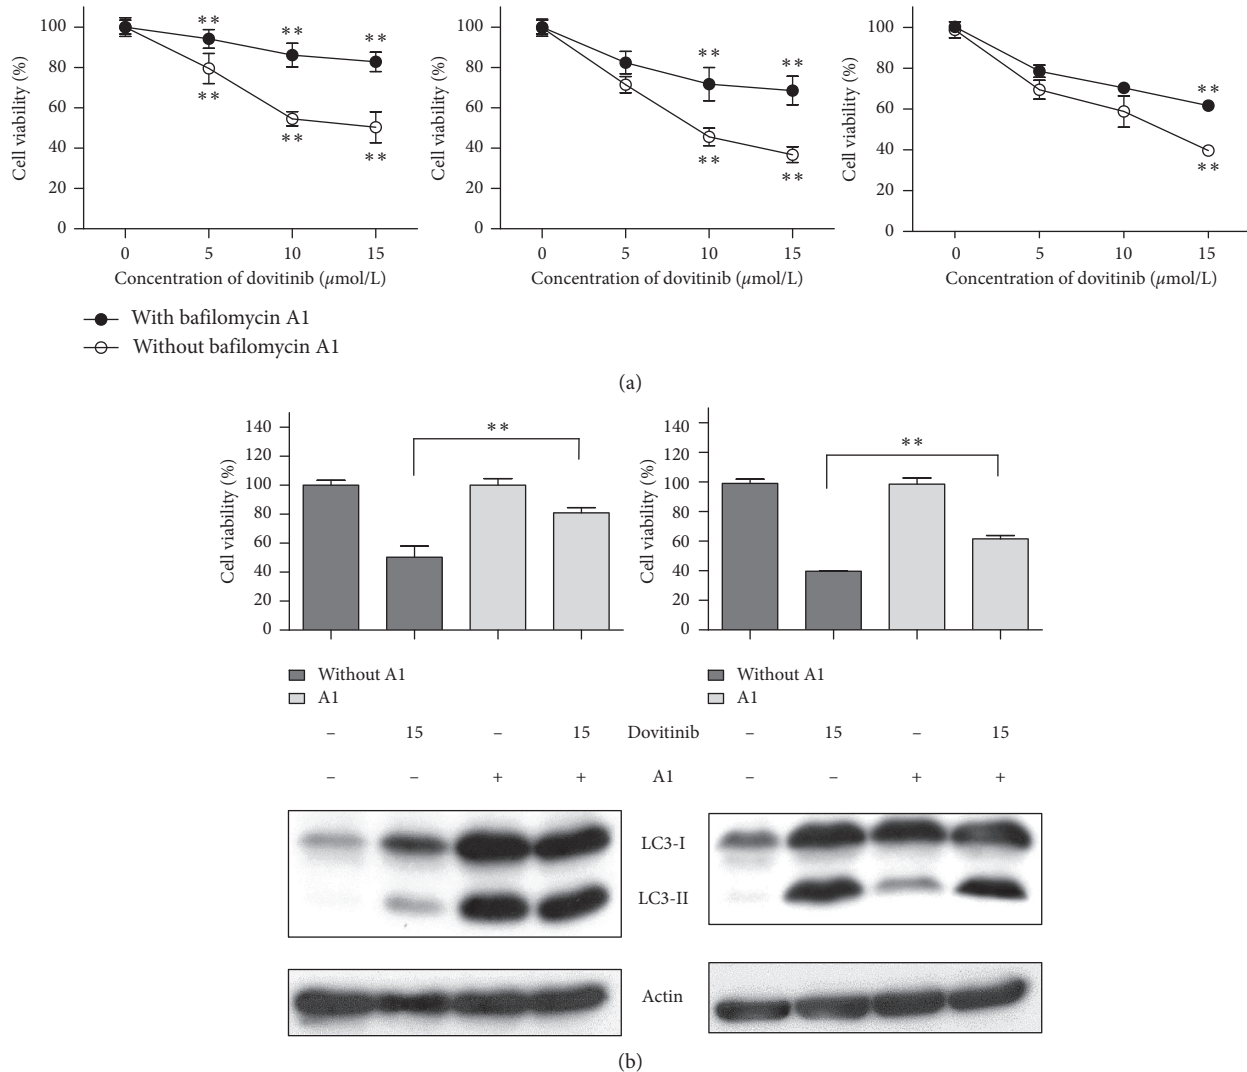 Cell viability (%)
100
80
60
40
20
0
** ** **
** ** **
0 5 10 15
Concentration of dovitinib (µmol/L)
Cell viability (%)
100
80
60
40
20
0
** **
** **
0 5 10 15
Concentration of dovitinib (µmol/L)
Cell viability (%)
100
80
60
40
20
0
**
**
0 5 10 15
Concentration of dovitinib (µmol/L)
With bafilomycin A1
Without bafilomycin A1
(a)
Cell viability (%)
140
120
100
80
60
40
20
0
**
Without A1
A1
Cell viability (%)
140
120
100
80
60
40
20
0
**
Without A1
A1
– 15 – 15 Dovitinib – 15 – 15
– – + + A1 – – + +
LC3-I
LC3-II
Actin
(b)